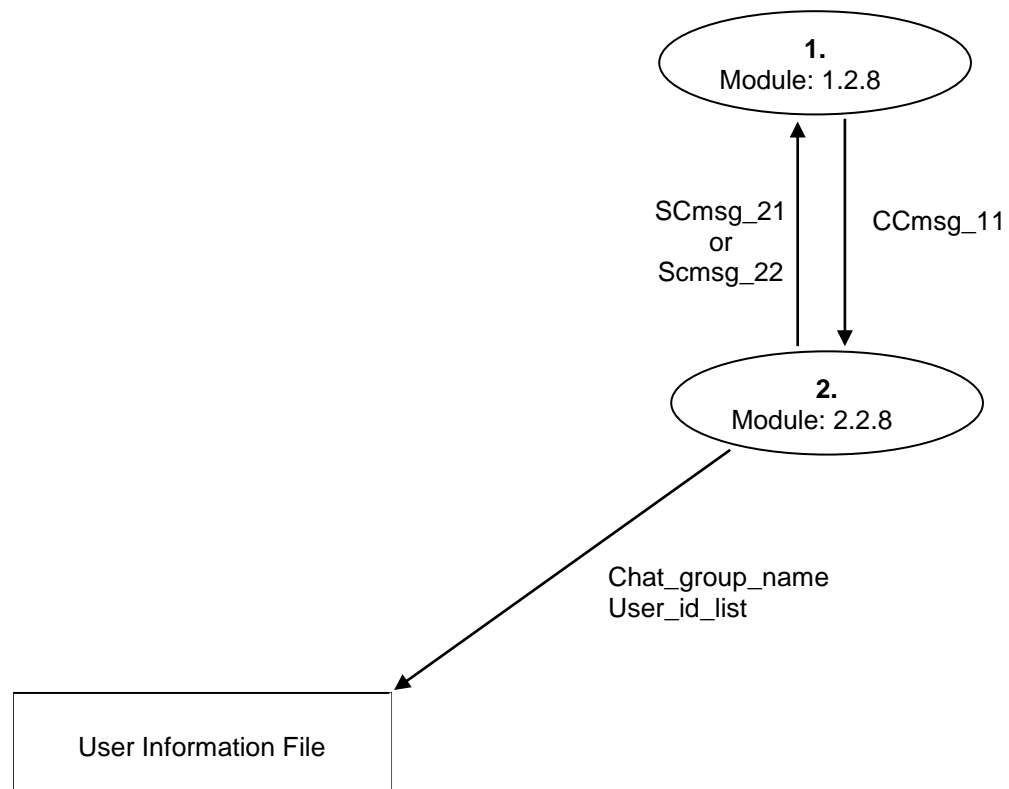 1.
Module: 1.2.8
SCmsg_21
or
Scmsg_22
CCmsg_11
2.
Module: 2.2.8
Chat_group_name
User_id_list
User Information File